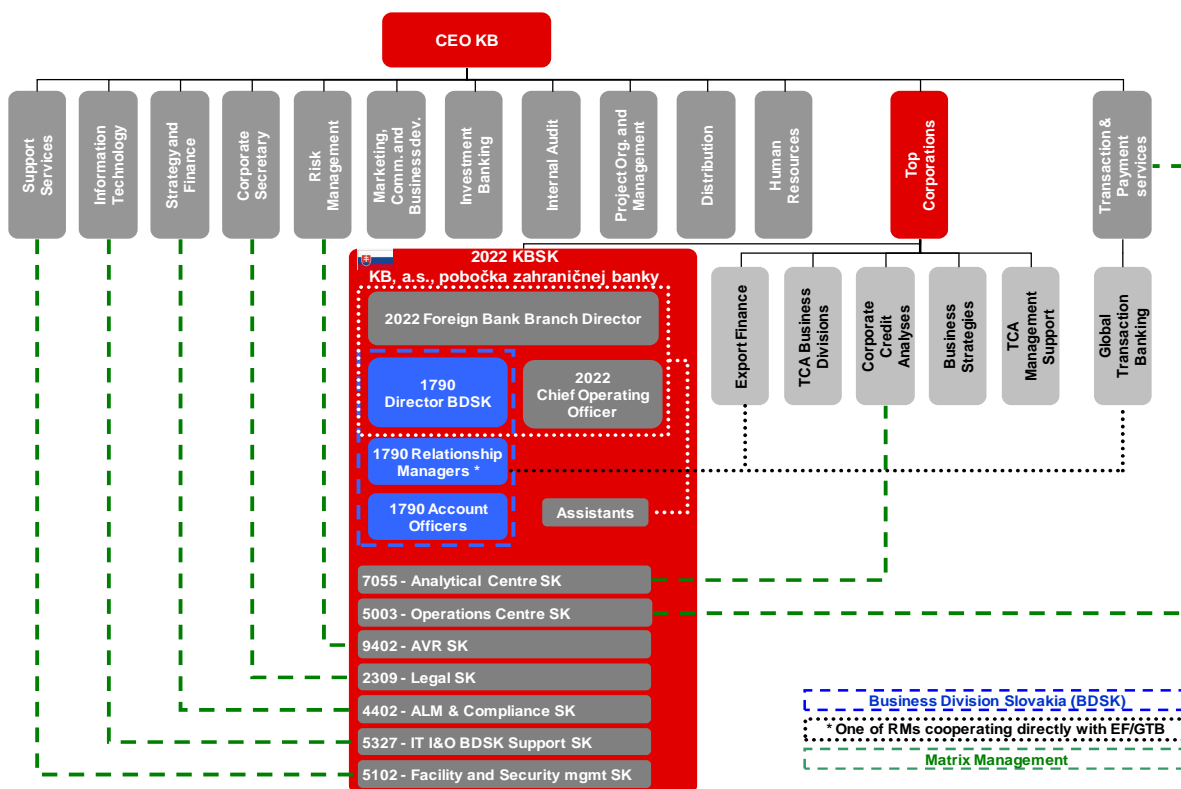 CEO KB
Support
Services
Information
Technology
Strategy and
Finance
Corporate
Secretary
Risk
Management
Marketing,
Comm. and
Business dev.
Investment
Banking
Internal Audit
Project Org. and
Management
Distribution
Human
Resources
Top
Corporations
Transaction &
Payment
services
2022 KBSK
KB, a.s., pobočka zahraničnej banky
2022 Foreign Bank Branch Director
1790
Director BDSK
2022
Chief Operating
Officer
1790 Relationship
Managers *
1790 Account
Officers
Assistants
Export Finance
TCA Business
Divisions
Corporate
Credit
Analyses
Business
Strategies
TCA
Management
Support
Global
Transaction
Banking
7055 - Analytical Centre SK
5003 - Operations Centre SK
9402 - AVR SK
2309 - Legal SK
4402 - ALM & Compliance SK
5327 - IT I&O BDSK Support SK
5102 - Facility and Security mgmt SK
Business Division Slovakia (BDSK)
* One of RMs cooperating directly with EF/GTB
Matrix Management